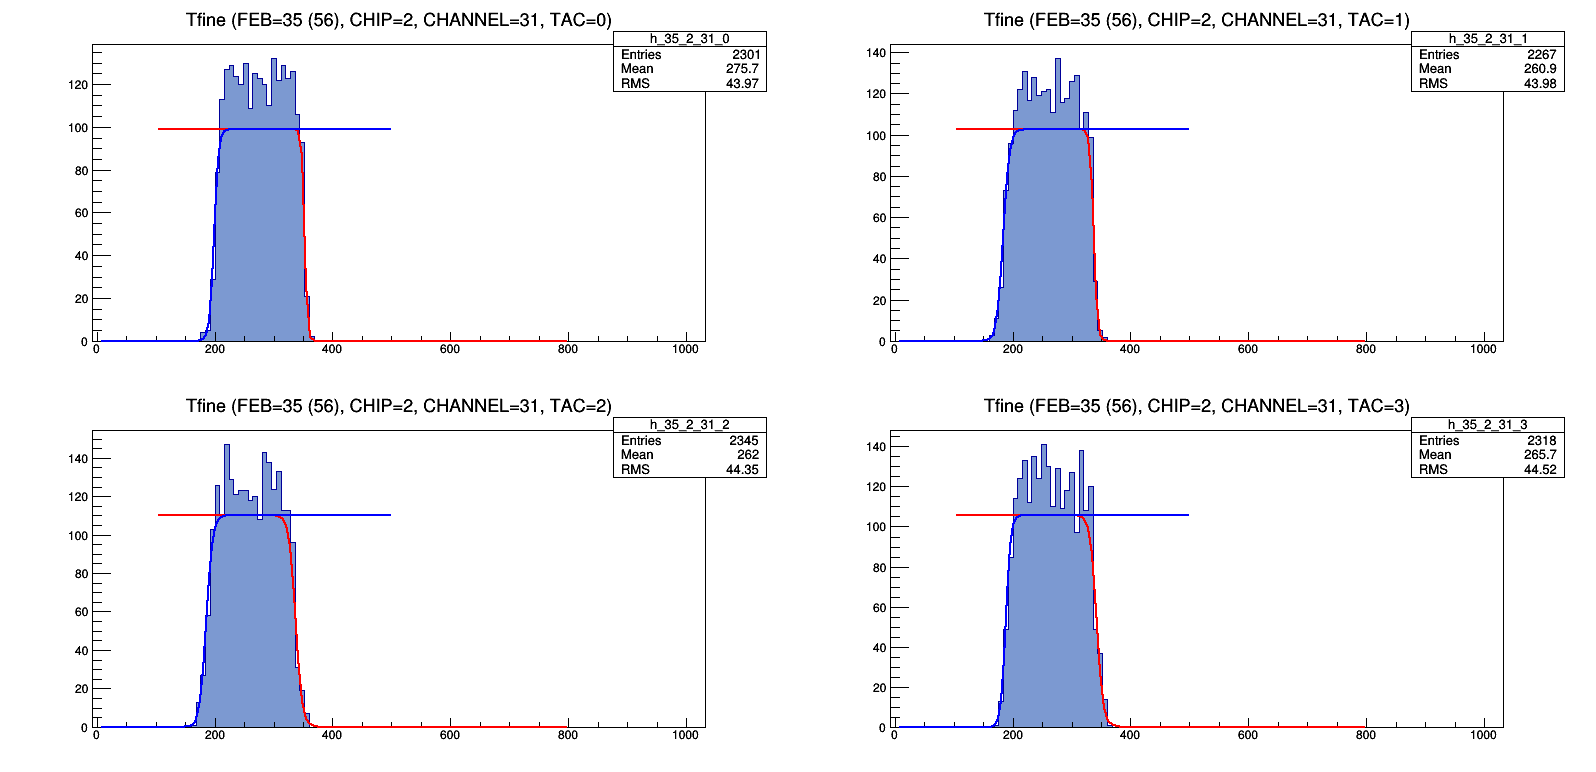 Tfine (FEB=35 (56), CHIP=2, CHANNEL=31, TAC=0)
h_35_2_31_0
Entries 2301
Mean 275.7
RMS 43.97
120
100
80
60
40
20
0
0 200 400 600 800 1000
Tfine (FEB=35 (56), CHIP=2, CHANNEL=31, TAC=1)
h_35_2_31_1
Entries 2267
Mean 260.9
RMS 43.98
140
120
100
80
60
40
20
0
0 200 400 600 800 1000
Tfine (FEB=35 (56), CHIP=2, CHANNEL=31, TAC=2)
h_35_2_31_2
Entries 2345
Mean 262
RMS 44.35
140
120
100
80
60
40
20
0
0 200 400 600 800 1000
Tfine (FEB=35 (56), CHIP=2, CHANNEL=31, TAC=3)
h_35_2_31_3
Entries 2318
Mean 265.7
RMS 44.52
140
120
100
80
60
40
20
0
0 200 400 600 800 1000